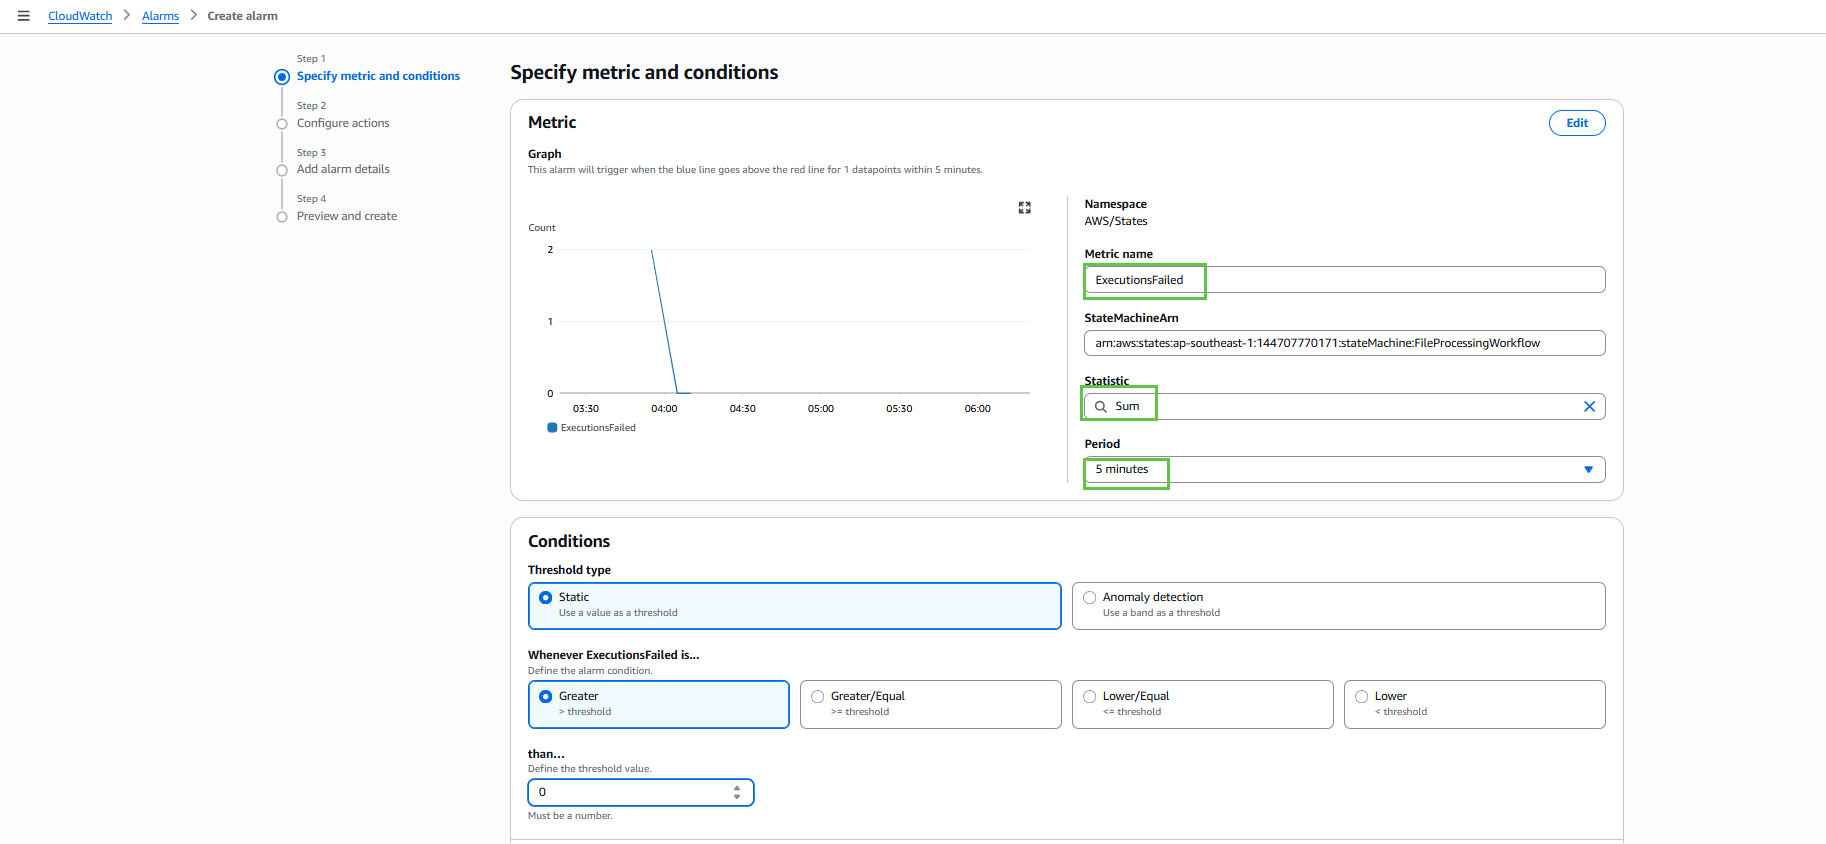 CloudWatch > Alarms > Create alarm
Step 1
Specify metric and conditions
Step 2
Configure actions
Step 3
Add alarm details
Step 4
Preview and create
Specify metric and conditions
Metric
Edit
Graph
This alarm will trigger when the blue line goes above the red line for 1 datapoints within 5 minutes.
Count
2
1
0
03:30 04:00 04:30 05:00 05:30 06:00
ExecutionsFailed
Namespace
AWS/States
Metric name
ExecutionsFailed
StateMachineArn
arn:aws:states:ap-southeast-1:144707770171:stateMachine:FileProcessingWorkflow
Statistic
Sum
Period
5 minutes
Conditions
Threshold type
Static
Use a value as a threshold
Anomaly detection
Use a band as a threshold
Whenever ExecutionsFailed is...
Define the alarm condition.
Greater
> threshold
Greater/Equal
>= threshold
Lower/Equal
<= threshold
Lower
< threshold
than...
Define the threshold value.
0
Must be a number.